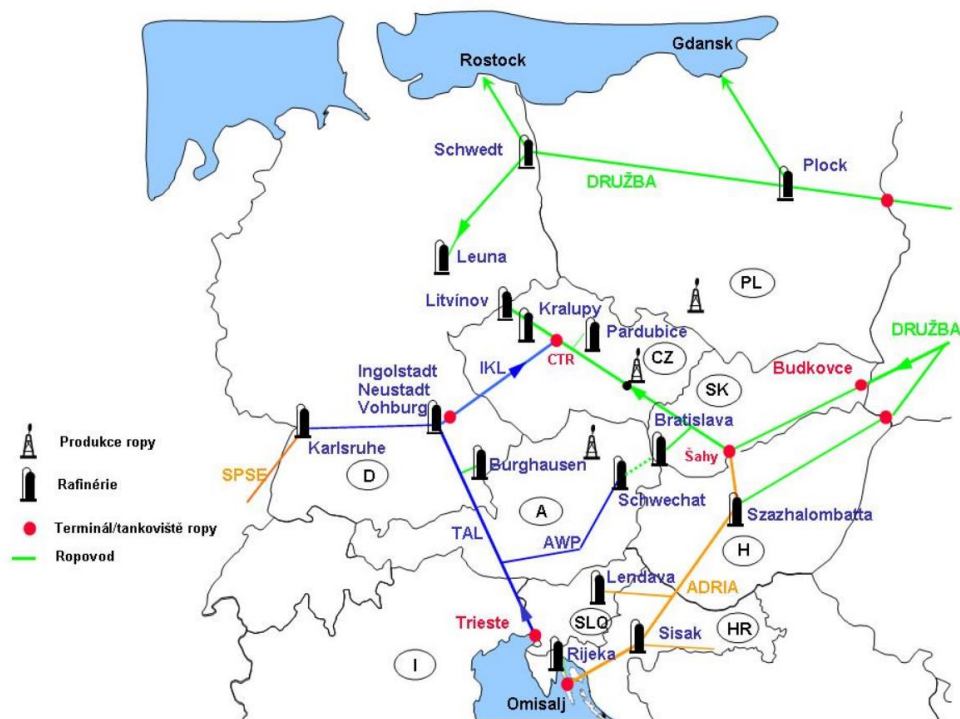 Gdansk
Rostock
Schwedt
Plock
DRUŽBA
Leuna
PL
Litvínov
Kralupy
Pardubice
DRUŽBA
CTR
CZ
IKL
Budkovce
SK
Ingolstadt
Neustadt
Vohburg
Bratislava
Produkce ropy
Karlsruhe
Šahy
SPSE
D
Burghausen
Rafinérie
Schwechat
Szazhalombatta
A
Terminál/tankoviště ropy
TAL
AWP
H
Ropovod
Lendava
ADRIA
Trieste
SLO
Sisak
HR
I
Rijeka
Omisalj